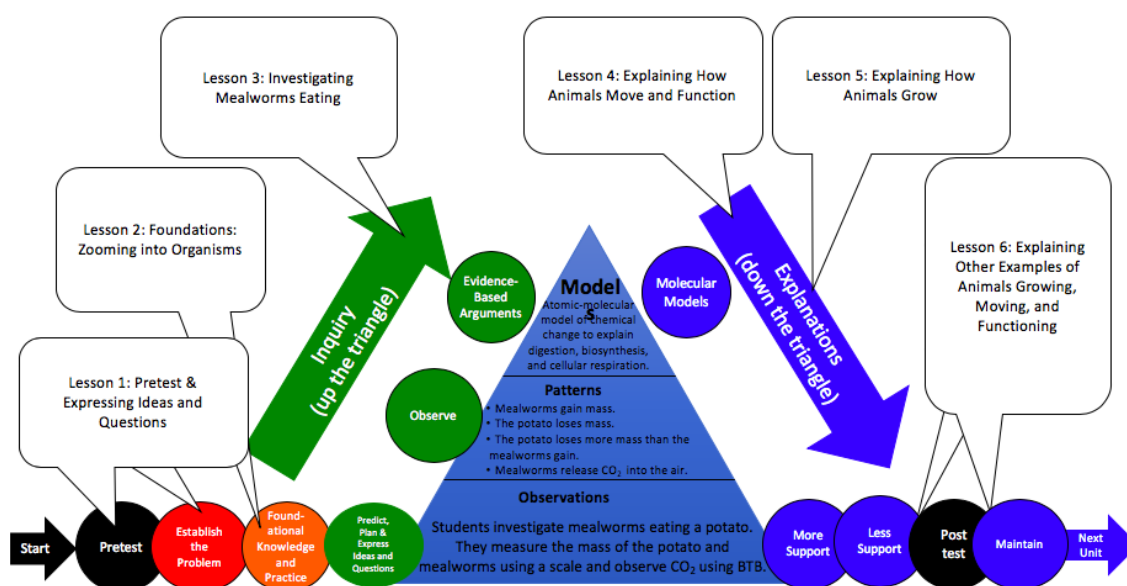 Lesson 3: Investigating
Mealworms Eating
Lesson 4: Explaining How
Animals Move and Function
Lesson 5: Explaining How
Animals Grow
Lesson 2: Foundations:
Zooming into Organisms
Lesson 6: Explaining
Other Examples of
Animals Growing,
Moving, and
Functioning
Lesson 1: Pretest &
Expressing Ideas and
Questions
Inquiry
(up the triangle)
Explanations
(down the triangle)
Evidence-
Based
Arguments
Observe
Molecular
Models
Model
s
Atomic-molecular
model of chemical
change to explain
digestion, biosynthesis,
and cellular respiration.
Patterns
• Mealworms gain mass.
• The potato loses mass.
• The potato loses more mass than the
mealworms gain.
• Mealworms release CO₂ into the air.
Observations
Students investigate mealworms eating a potato.
They measure the mass of the potato and
mealworms using a scale and observe CO₂ using BTB.
Start
Pretest
Establish
the
Problem
Found-
ational
Knowledge
and
Practice
Predict,
Plan &
Express
Ideas and
Questions
More
Support
Less
Support
Post
test
Maintain
Next
Unit